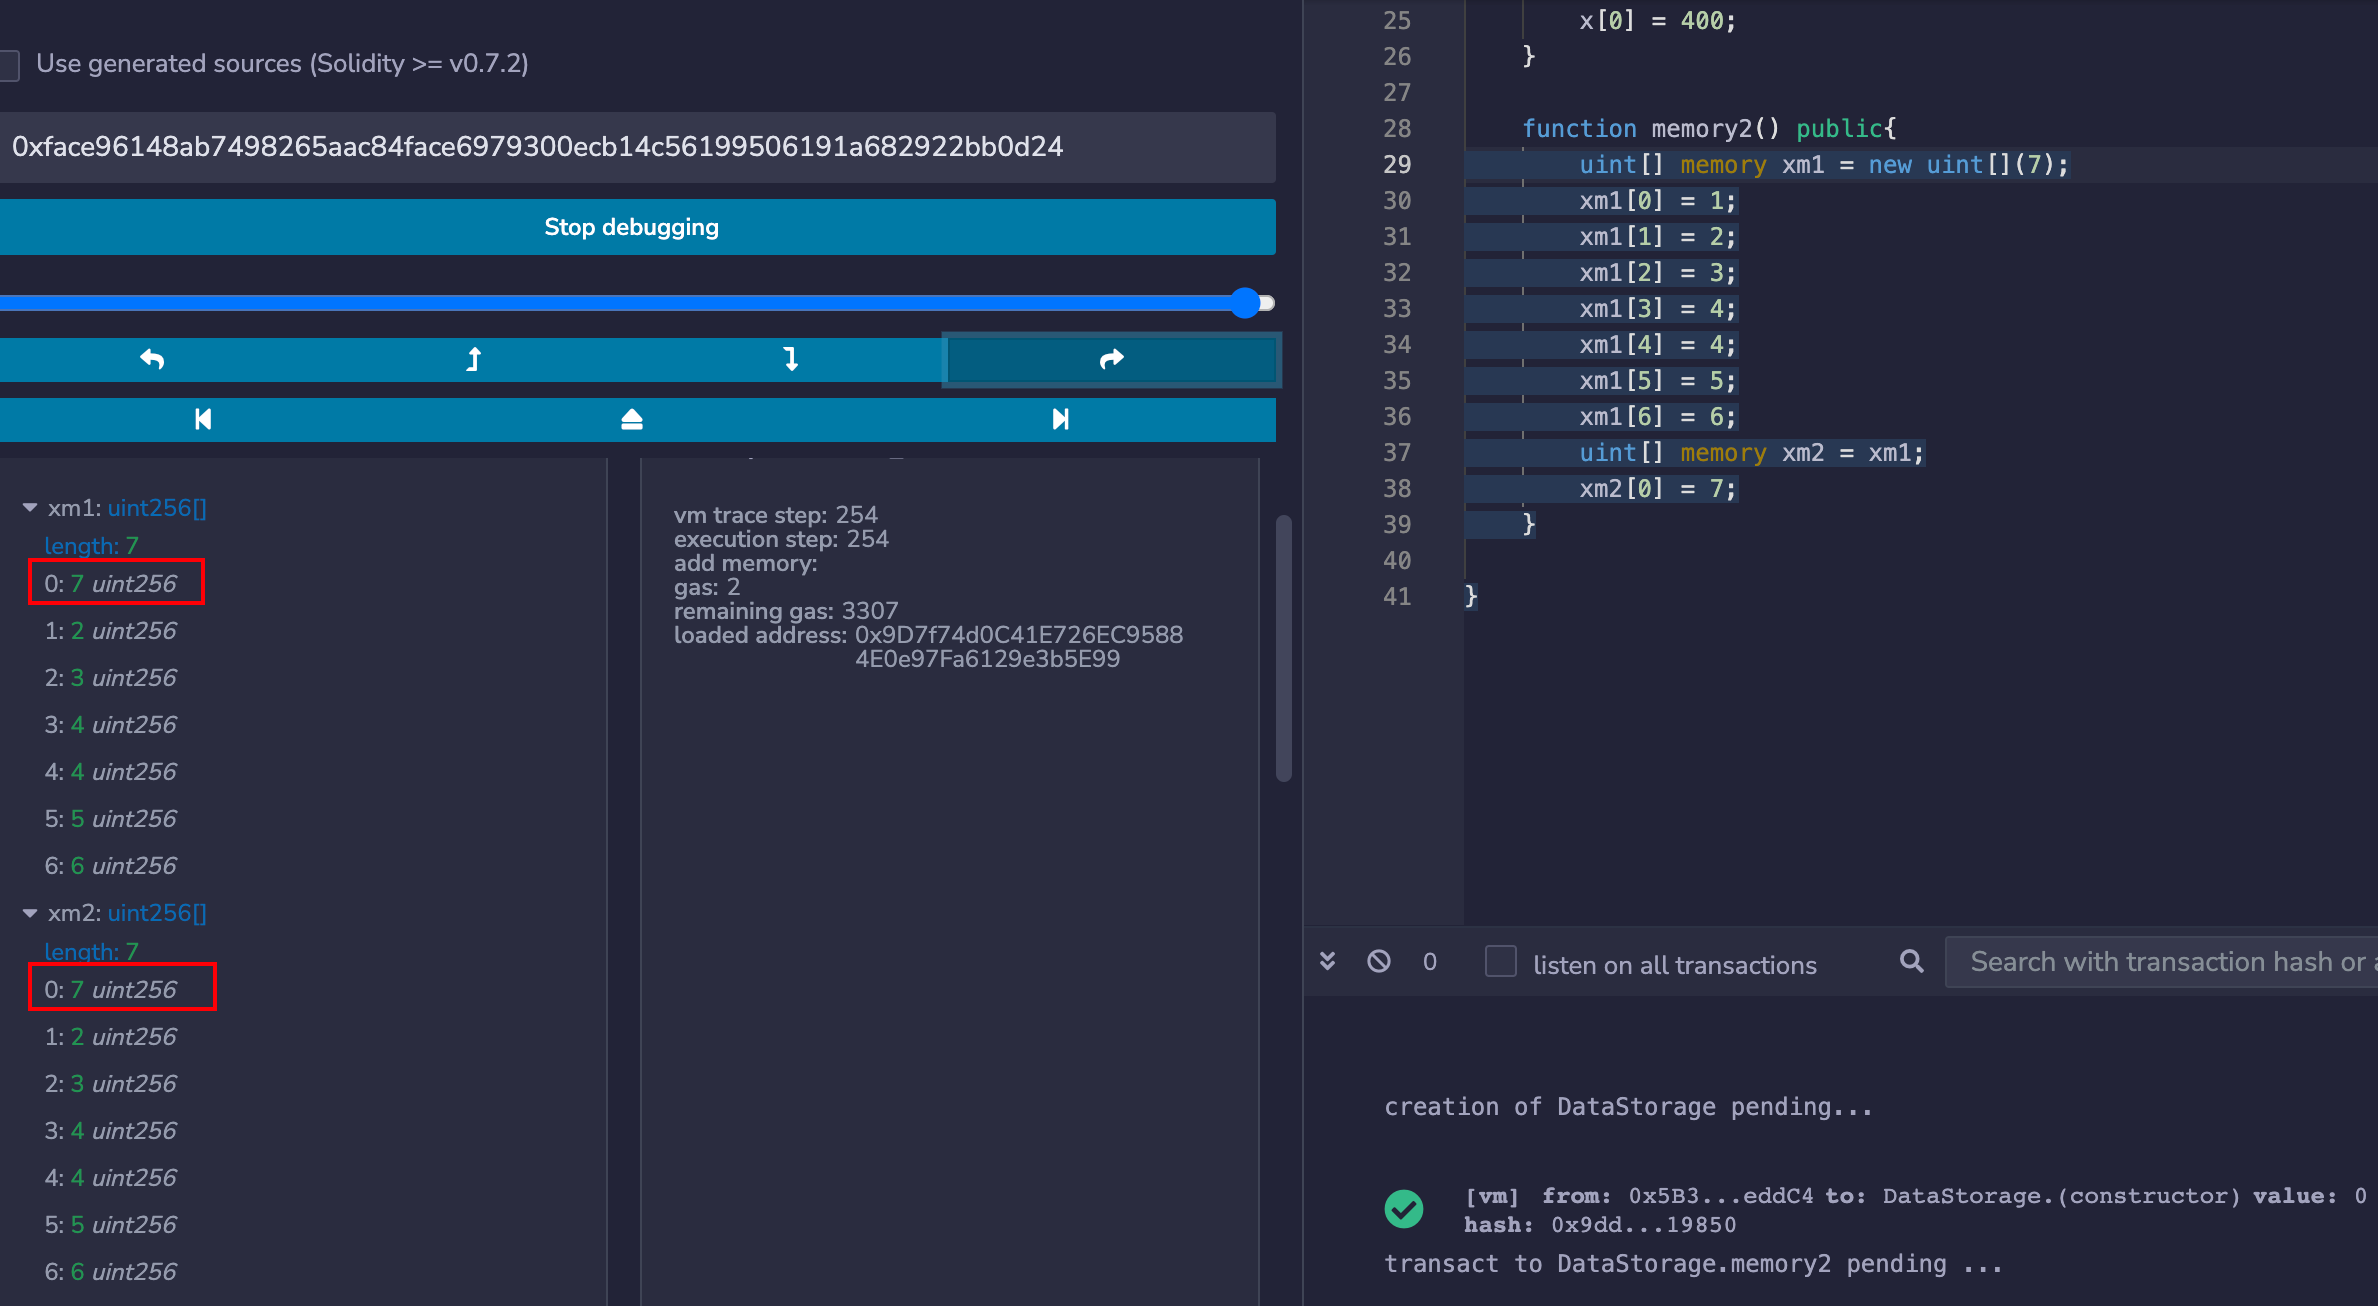 Use generated sources (Solidity >= v0.7.2)
0xface96148ab7498265aac84face6979300ecb14c56199506191a682922bb0d24
Stop debugging
xm1: uint256[]
length: 7
0: 7 uint256
1: 2 uint256
2: 3 uint256
3: 4 uint256
4: 4 uint256
5: 5 uint256
6: 6 uint256
xm2: uint256[]
length: 7
0: 7 uint256
1: 2 uint256
2: 3 uint256
3: 4 uint256
4: 4 uint256
5: 5 uint256
6: 6 uint256
vm trace step: 254
execution step: 254
add memory:
gas: 2
remaining gas: 3307
loaded address: 0x9D7f74d0C41E726EC9588
4E0e97Fa6129e3b5E99
25 x[0] = 400;
26 }
27
28 function memory2() public{
29 uint[] memory xm1 = new uint[](7);
30 xm1[0] = 1;
31 xm1[1] = 2;
32 xm1[2] = 3;
33 xm1[3] = 4;
34 xm1[4] = 4;
35 xm1[5] = 5;
36 xm1[6] = 6;
37 uint[] memory xm2 = xm1;
38 xm2[0] = 7;
39 }
40
41 }
0 listen on all transactions Search with transaction hash or
creation of DataStorage pending...
[vm] from: 0x5B3...eddC4 to: DataStorage.(constructor) value: 0
hash: 0x9dd...19850
transact to DataStorage.memory2 pending ...